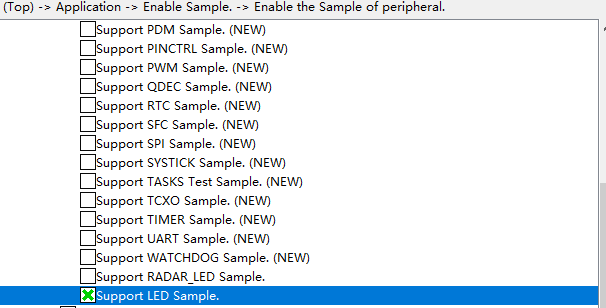 (Top) -> Application -> Enable Sample. -> Enable the Sample of peripheral.
Support PDM Sample. (NEW)
Support PINCTRL Sample. (NEW)
Support PWM Sample. (NEW)
Support QDEC Sample. (NEW)
Support RTC Sample. (NEW)
Support SFC Sample. (NEW)
Support SPI Sample. (NEW)
Support SYSTICK Sample. (NEW)
Support TASKS Test Sample. (NEW)
Support TCXO Sample. (NEW)
Support TIMER Sample. (NEW)
Support UART Sample. (NEW)
Support WATCHDOG Sample. (NEW)
Support RADAR_LED Sample.
Support LED Sample.